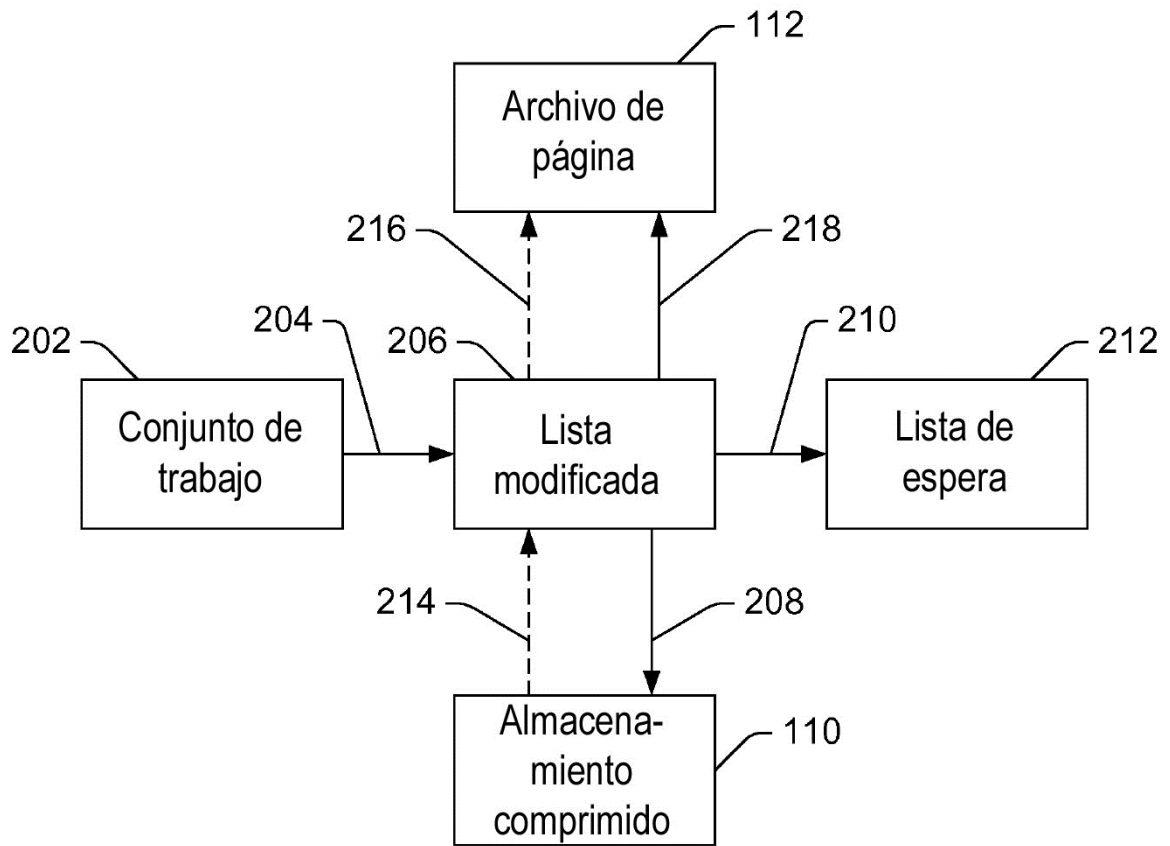 112
Archivo de
página
216
218
204
210
202
206
212
Conjunto de
trabajo
Lista
modificada
Lista de
espera
214
208
Almacena-
miento
comprimido
110